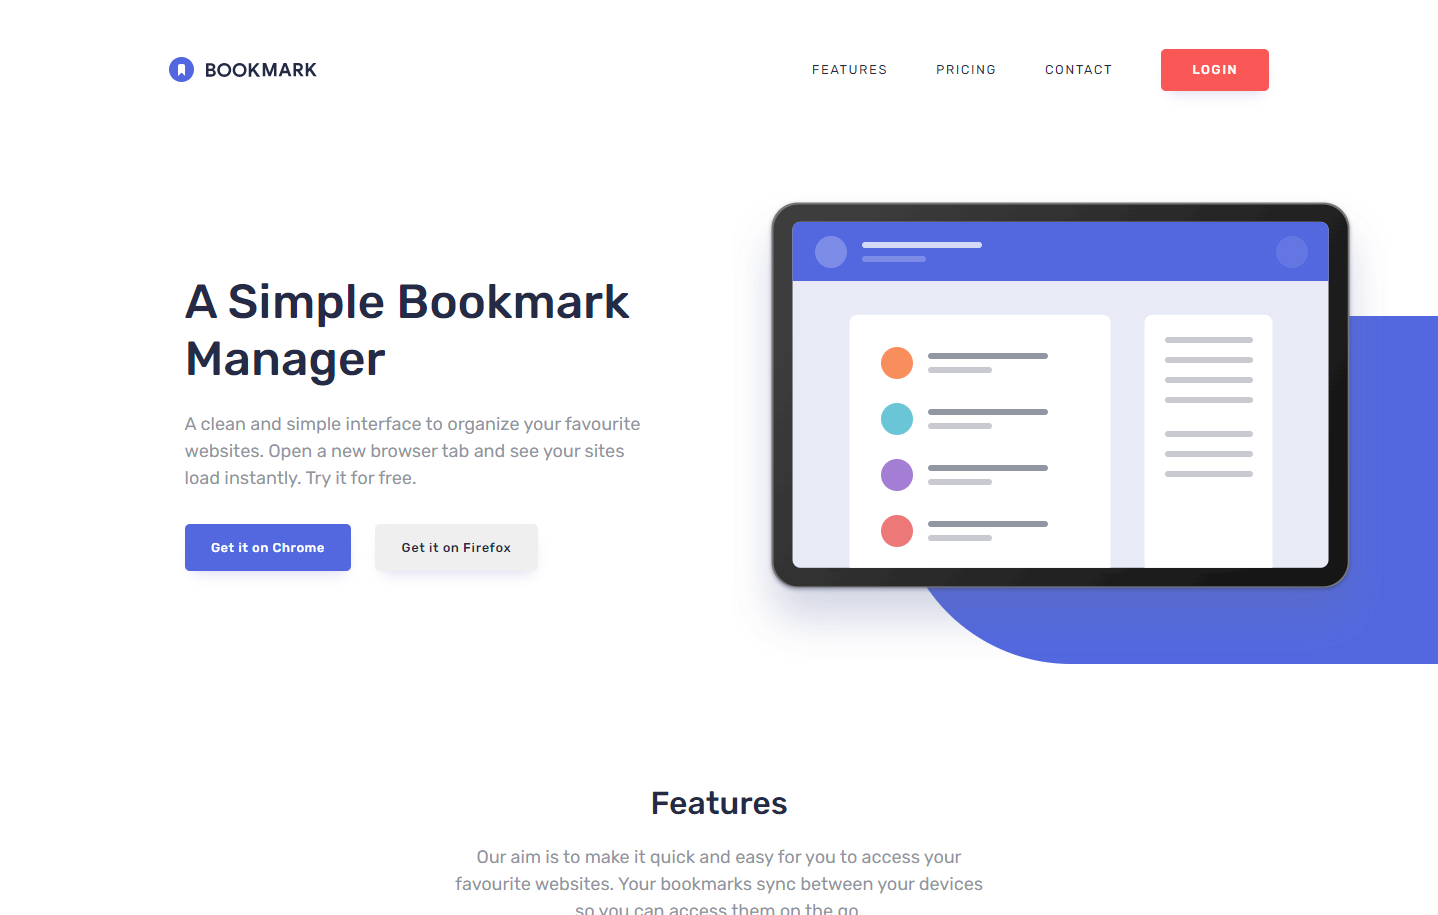 BOOKMARK
FEATURES
PRICING
CONTACT
LOGIN
A Simple Bookmark
Manager
A clean and simple interface to organize your favourite
websites. Open a new browser tab and see your sites
load instantly. Try it for free.
Get it on Chrome
Get it on Firefox
Features
Our aim is to make it quick and easy for you to access your
favourite websites. Your bookmarks sync between your devices
so you can access them on the go.